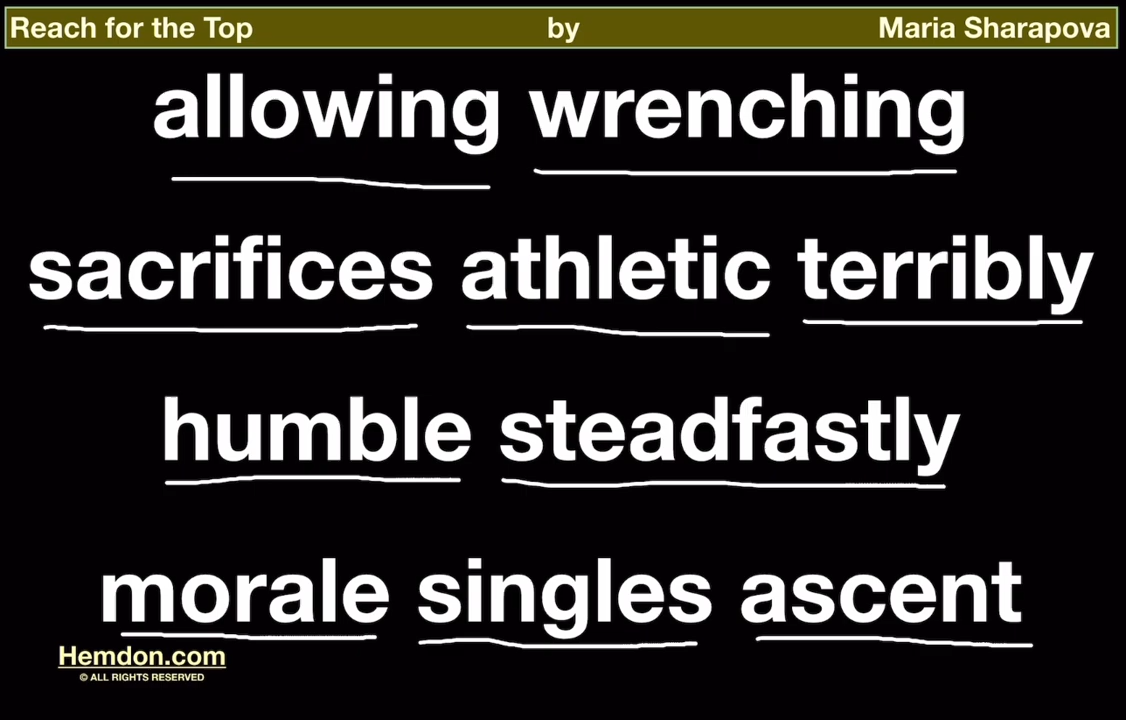 Reach for the Top by Maria Sharapova
allowing wrenching
sacrifices athletic terribly
humble steadfastly
morale singles ascent
Hemdon.com
© ALL RIGHTS RESERVED